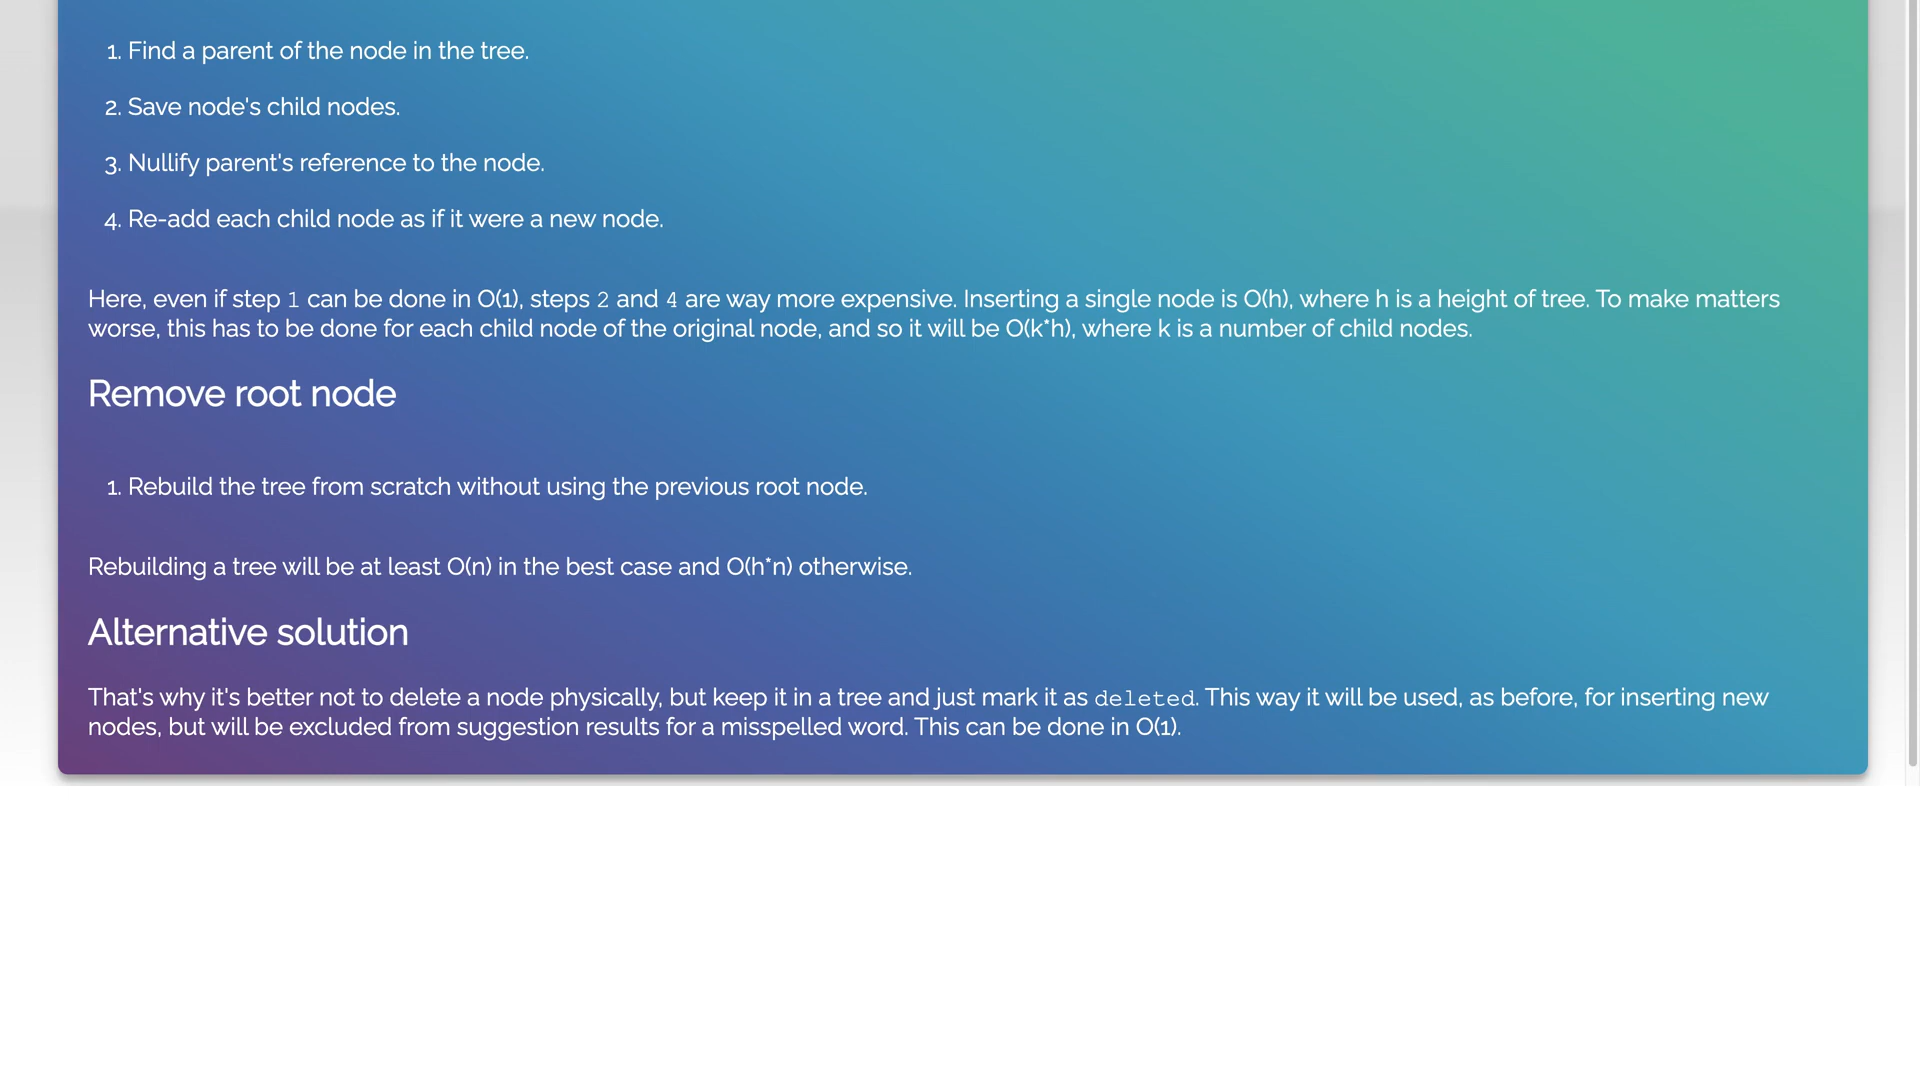 1. Find a parent of the node in the tree.
2. Save node's child nodes.
3. Nullify parent's reference to the node.
4. Re-add each child node as if it were a new node.
Here, even if step 1 can be done in O(1), steps 2 and 4 are way more expensive. Inserting a single node is O(h), where h is a height of tree. To make matters
worse, this has to be done for each child node of the original node, and so it will be O(k*h), where k is a number of child nodes.
Remove root node
1. Rebuild the tree from scratch without using the previous root node.
Rebuilding a tree will be at least O(n) in the best case and O(h*n) otherwise.
Alternative solution
That's why it's better not to delete a node physically, but keep it in a tree and just mark it as deleted. This way it will be used, as before, for inserting new
nodes, but will be excluded from suggestion results for a misspelled word. This can be done in O(1).